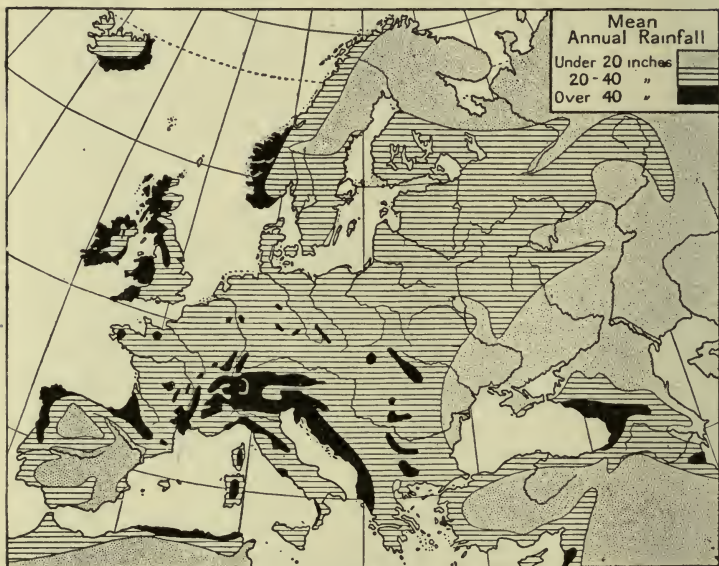 Mean
Annual Rainfall
Under 20 inches
20-40 "
Over 40 "